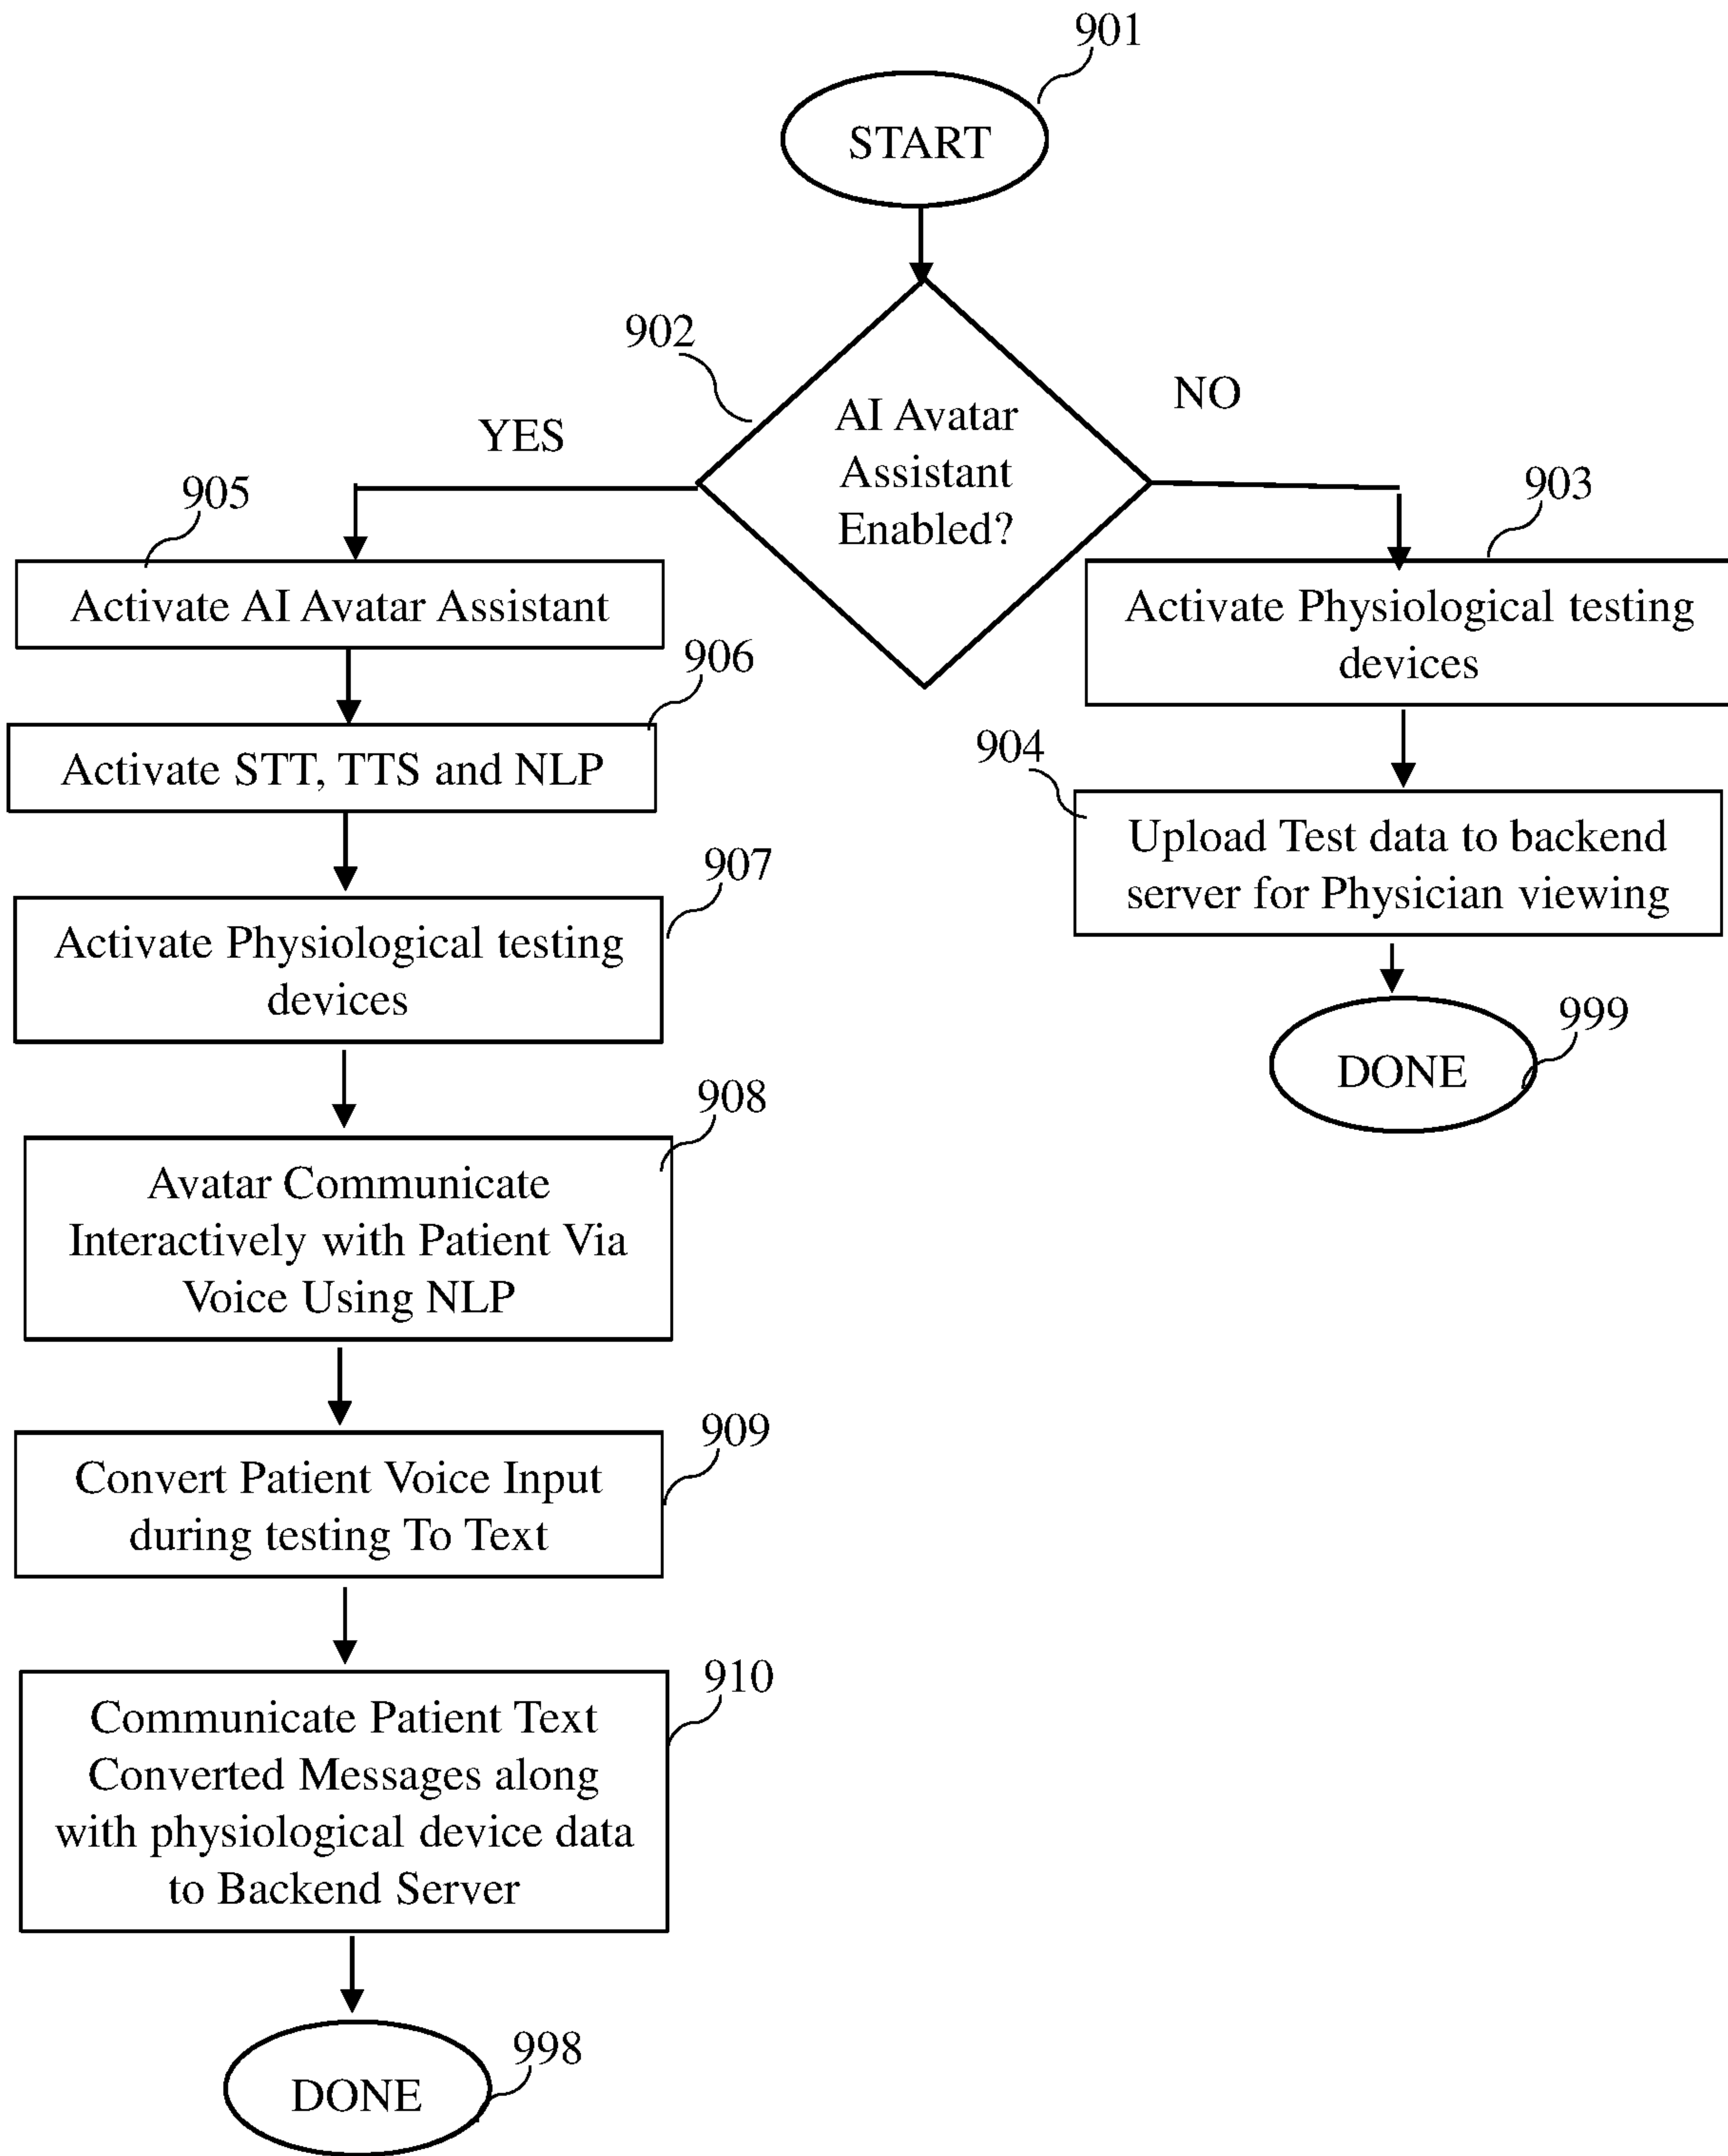 901
START
902
AI Avatar
Assistant
Enabled?
YES
NO
905
Activate AI Avatar Assistant
906
Activate STT, TTS and NLP
907
Activate Physiological testing
devices
908
Avatar Communicate
Interactively with Patient Via
Voice Using NLP
909
Convert Patient Voice Input
during testing To Text
910
Communicate Patient Text
Converted Messages along
with physiological device data
to Backend Server
998
DONE
903
Activate Physiological testing
devices
904
Upload Test data to backend
server for Physician viewing
999
DONE